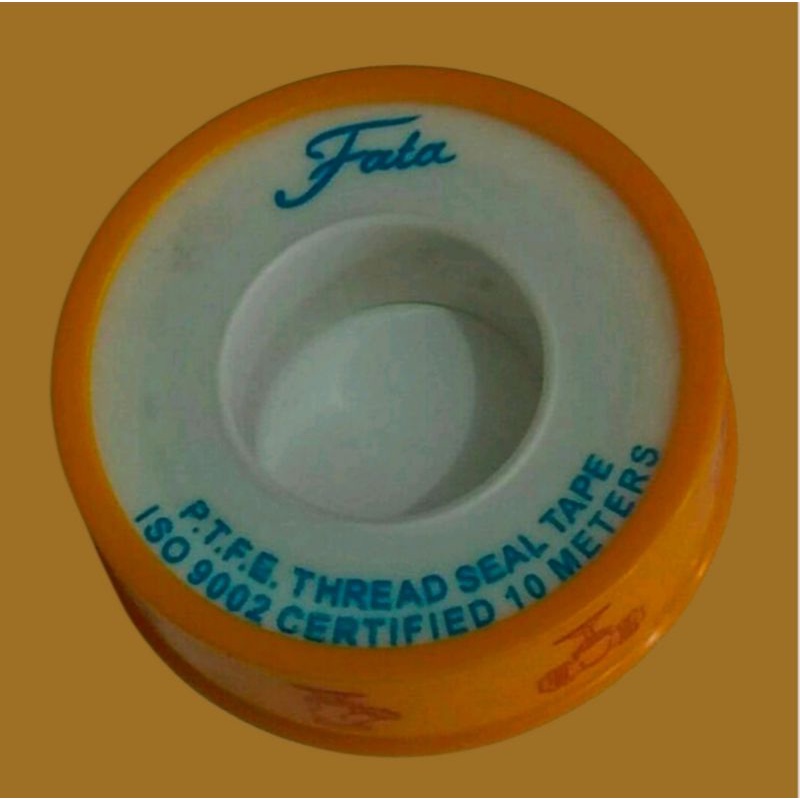 Fata
P.T.F.E. THREAD SEAL TAPE
ISO 9002 CERTIFIED 10 METERS